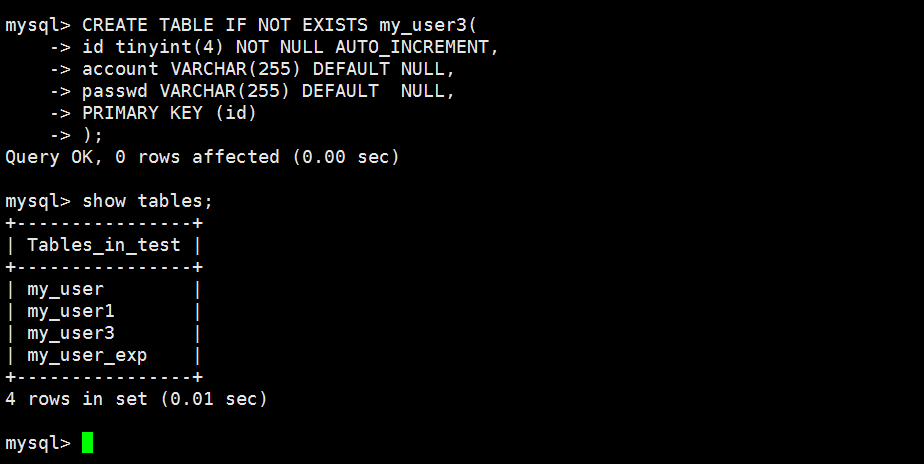 mysql> CREATE TABLE IF NOT EXISTS my_user3(
    -> id tinyint(4) NOT NULL AUTO_INCREMENT,
    -> account VARCHAR(255) DEFAULT NULL,
    -> passwd VARCHAR(255) DEFAULT  NULL,
    -> PRIMARY KEY (id)
    -> );
Query OK, 0 rows affected (0.00 sec)

mysql> show tables;
+----------------+
| Tables_in_test |
+----------------+
| my_user        |
| my_user1       |
| my_user3       |
| my_user_exp    |
+----------------+
4 rows in set (0.01 sec)

mysql>